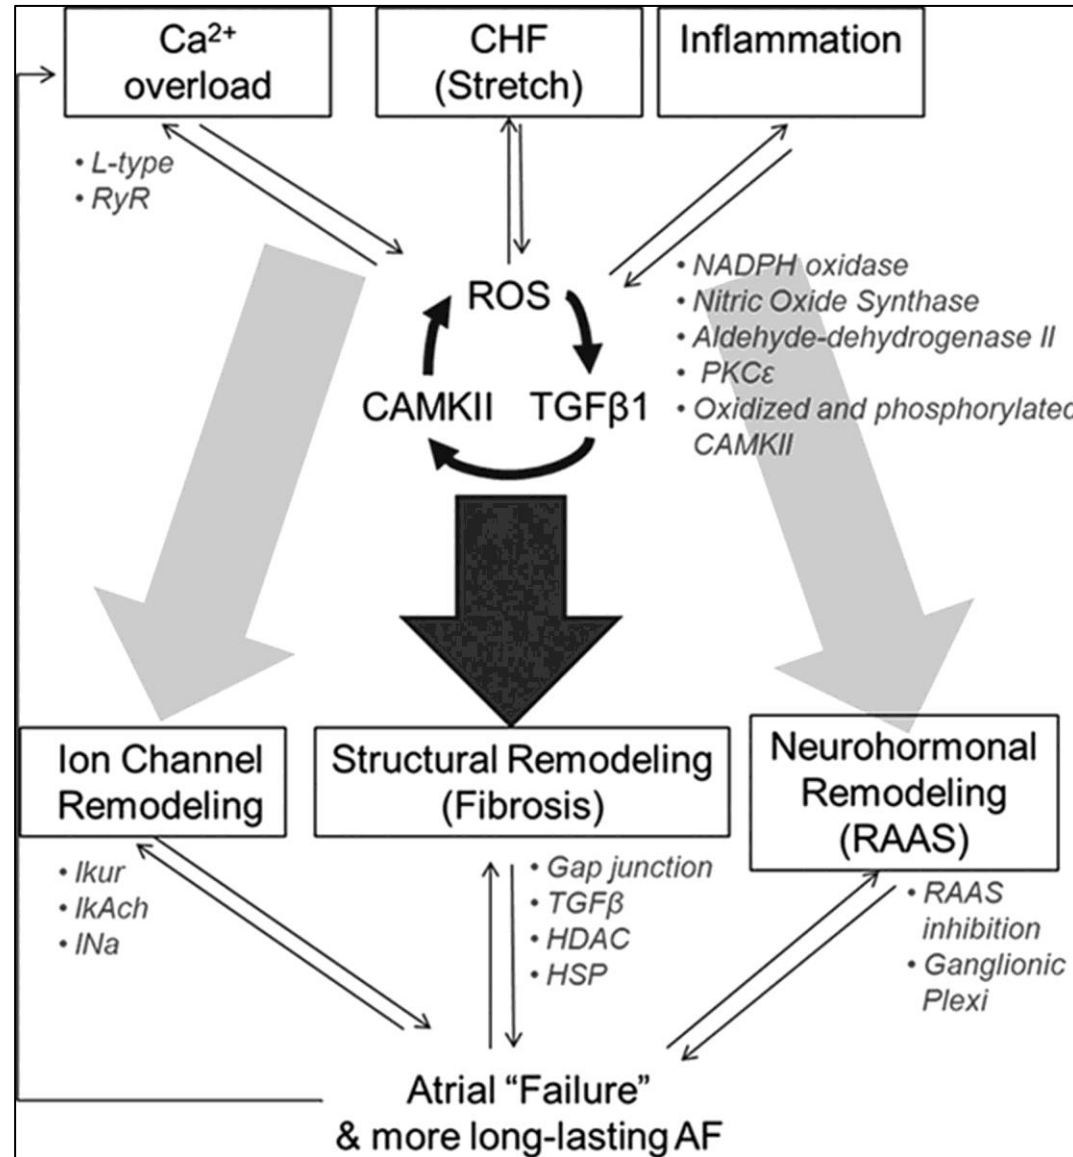 Ca²⁺
overload
CHF
(Stretch)
Inflammation
• L-type
• RyR
ROS
CAMKII
TGFβ1
• NADPH oxidase
• Nitric Oxide Synthase
• Aldehyde-dehydrogenase II
• PKCε
• Oxidized and phosphorylated
CAMKII
Ion Channel
Remodeling
Structural Remodeling
(Fibrosis)
Neurohormonal
Remodeling
(RAAS)
• Ikur
• IkAch
• INa
• Gap junction
• TGFβ
• HDAC
• HSP
• RAAS
inhibition
• Ganglionic
Plexi
Atrial “Failure”
& more long-lasting AF